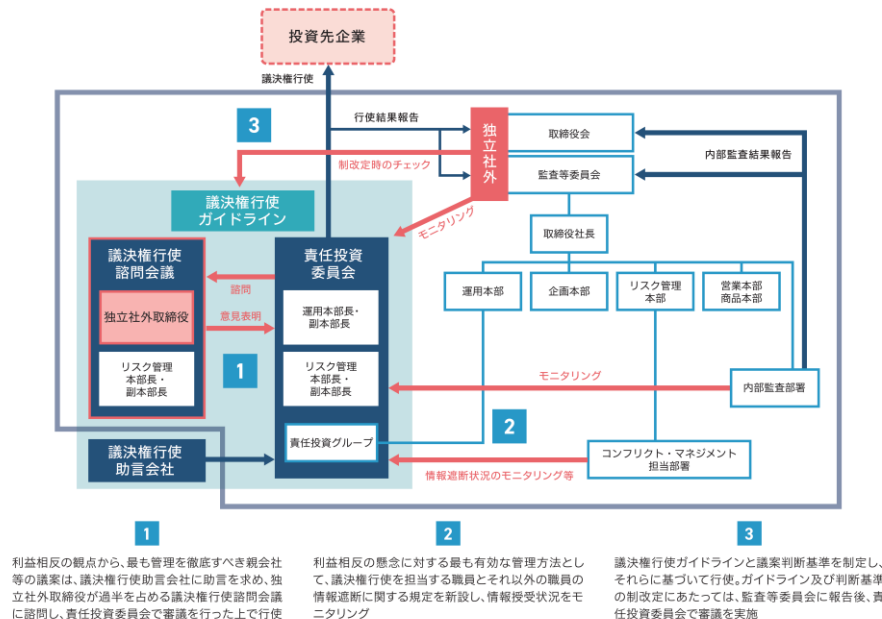 投資先企業
議決権行使
3
行使結果報告
独立社外
取締役会
内部監査結果報告
制改定時のチェック
監査等委員会
議決権行使
ガイドライン
モニタリング
取締役社長
議決権行使
諮問会議
責任投資
委員会
諮問
運用本部
企画本部
リスク管理
本部
営業本部
商品本部
独立社外取締役
意見表明
運用本部長・
副本部長
リスク管理
本部長・
副本部長
1
リスク管理
本部長・
副本部長
モニタリング
内部監査部署
2
責任投資グループ
議決権行使
助言会社
コンフリクト・マネジメント
担当部署
情報遮断状況のモニタリング等
1
利益相反の観点から、最も管理を徹底すべき親会社
等の議案は、議決権行使助言会社に助言を求め、独
立社外取締役が過半を占める議決権行使諮問会議
に諮問し、責任投資委員会で審議を行った上で行使
2
利益相反の懸念に対する最も有効な管理方法とし
て、議決権行使を担当する職員とそれ以外の職員の
情報遮断に関する規定を新設し、情報授受状況をモ
ニタリング
3
議決権行使ガイドラインと議案判断基準を制定し、
それらに基づいて行使。ガイドライン及び判断基準
の制改定にあたっては、監査等委員会に報告後、責
任投資委員会で審議を実施